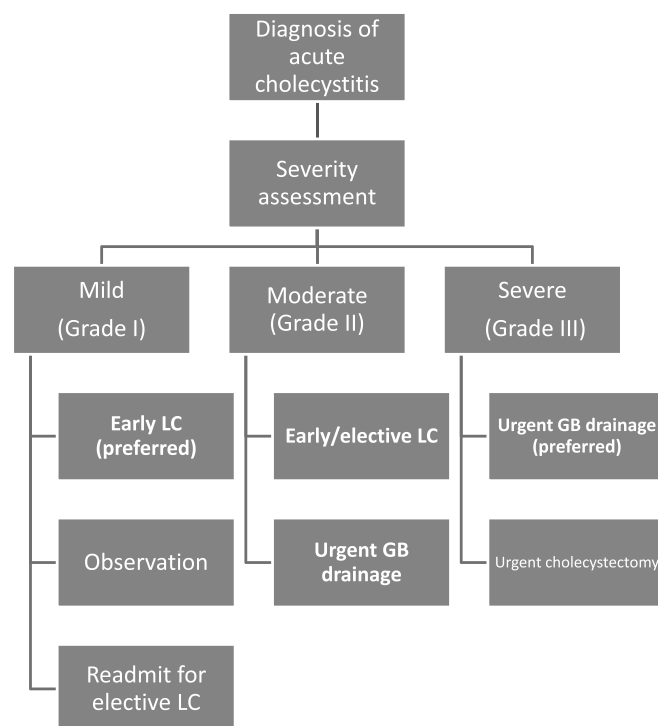 Diagnosis of
acute
cholecystitis
Severity
assessment
Mild
(Grade I)
Moderate
(Grade II)
Severe
(Grade III)
Early LC
(preferred)
Early/elective LC
Urgent GB drainage
(preferred)
Observation
Urgent GB
drainage
Urgent cholecystectomy
Readmit for
elective LC